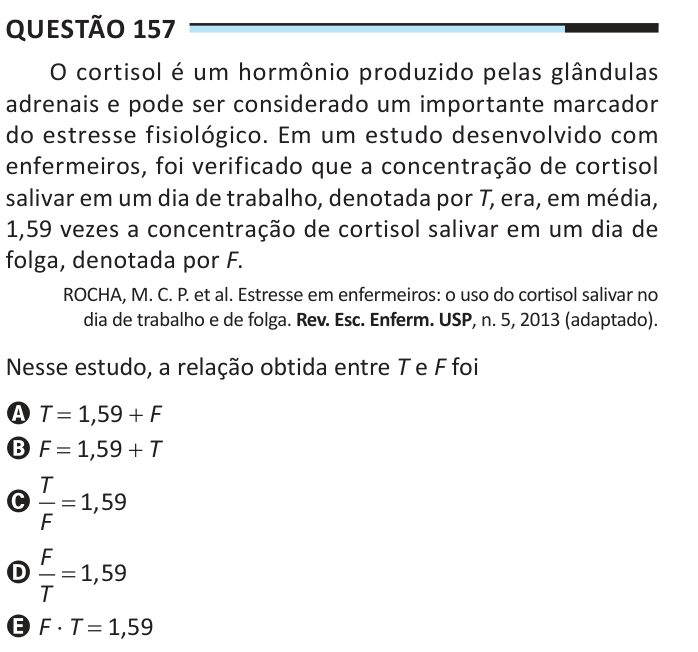 QUESTÃO 157
O cortisol é um hormônio produzido pelas glândulas
adrenais e pode ser considerado um importante marcador
do estresse fisiológico. Em um estudo desenvolvido com
enfermeiros, foi verificado que a concentração de cortisol
salivar em um dia de trabalho, denotada por T, era, em média,
1,59 vezes a concentração de cortisol salivar em um dia de
folga, denotada por F.
ROCHA, M. C. P. et al. Estresse em enfermeiros: o uso do cortisol salivar no
dia de trabalho e de folga. Rev. Esc. Enferm. USP, n. 5, 2013 (adaptado).
Nesse estudo, a relação obtida entre T e F foi
A T = 1,59 + F
B F = 1,59 + T
C T/F = 1,59
D F/T = 1,59
E F · T = 1,59